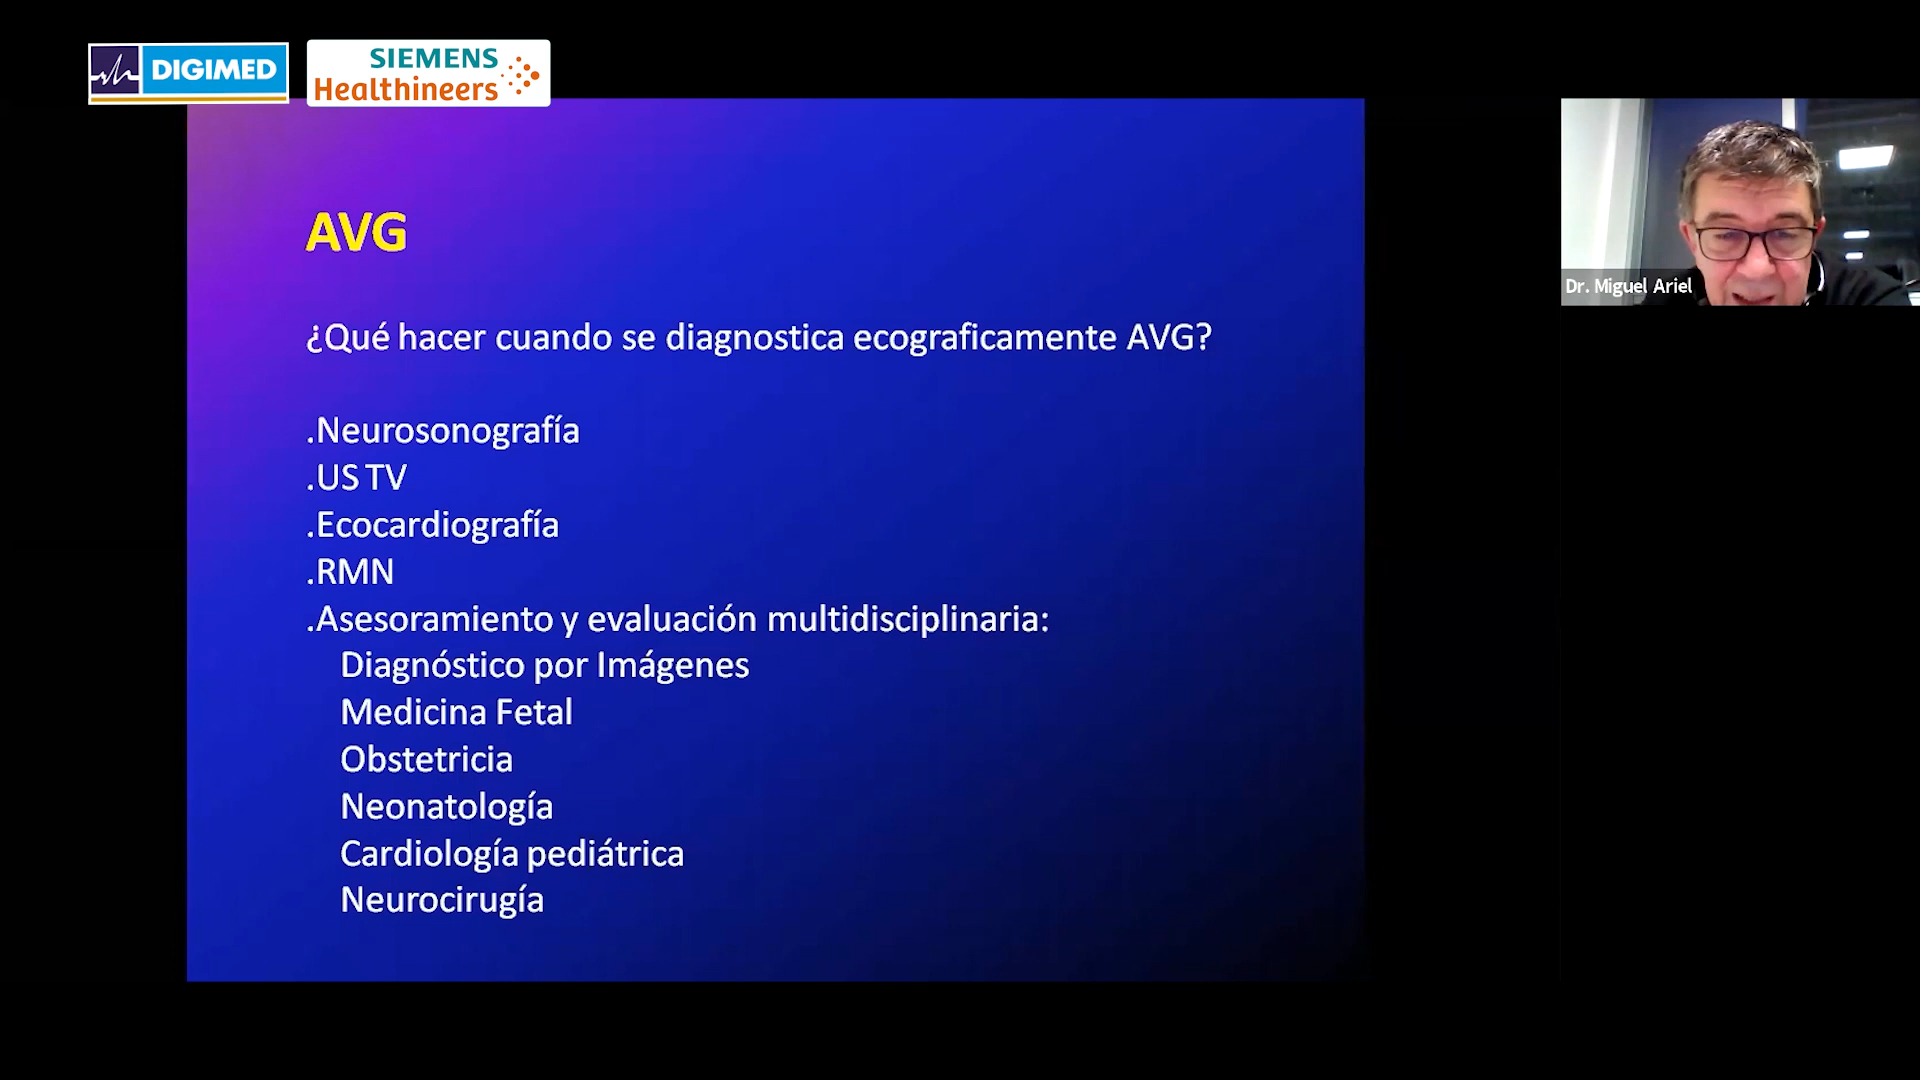 DIGIMED
SIEMENS
Healthineers
AVG
¿Qué hacer cuando se diagnostica ecograficamente AVG?
.Neurosonografía
.US TV
.Ecocardiografía
.RMN
.Asesoramiento y evaluación multidisciplinaria:
Diagnóstico por Imágenes
Medicina Fetal
Obstetricia
Neonatología
Cardiología pediátrica
Neurocirugía
Dr. Miguel Ariel